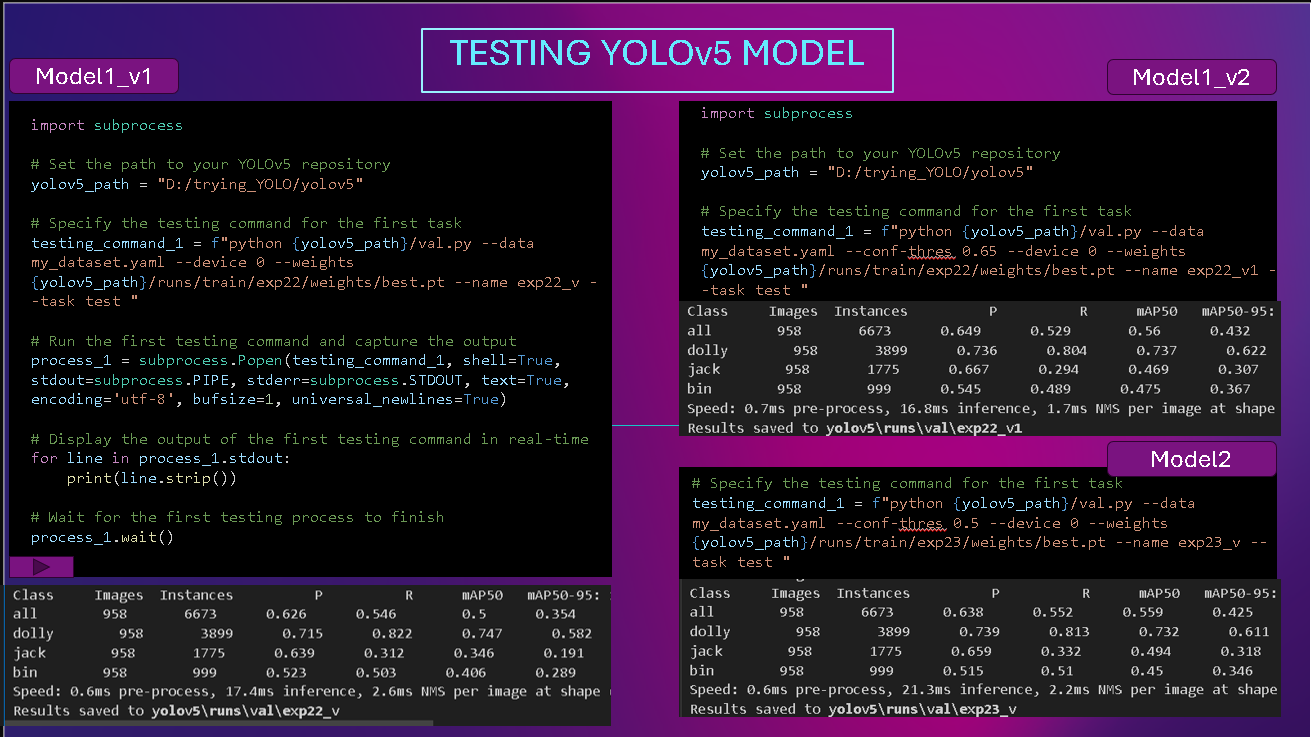 TESTING YOLOv5 MODEL
Model1_v1
import subprocess
# Set the path to your YOLOv5 repository
yolov5_path = "D:/trying_YOLO/yolov5"
# Specify the testing command for the first task
testing_command_1 = f"python {yolov5_path}/val.py --data
my_dataset.yaml --device 0 --weights
{yolov5_path}/runs/train/exp22/weights/best.pt --name exp22_v -
-task test "
# Run the first testing command and capture the output
process_1 = subprocess.Popen(testing_command_1, shell=True,
stdout=subprocess.PIPE, stderr=subprocess.STDOUT, text=True,
encoding='utf-8', bufsize=1, universal_newlines=True)
# Display the output of the first testing command in real-time
for line in process_1.stdout:
    print(line.strip())
# Wait for the first testing process to finish
process_1.wait()
Class Images Instances P R mAP50 mAP50-95:
all 958 6673 0.626 0.546 0.5 0.354
dolly 958 3899 0.715 0.822 0.747 0.582
jack 958 1775 0.639 0.312 0.346 0.191
bin 958 999 0.523 0.503 0.406 0.289
Speed: 0.6ms pre-process, 17.4ms inference, 2.6ms NMS per image at shape
Results saved to yolov5\runs\val\exp22_v
Model1_v2
import subprocess
# Set the path to your YOLOv5 repository
yolov5_path = "D:/trying_YOLO/yolov5"
# Specify the testing command for the first task
testing_command_1 = f"python {yolov5_path}/val.py --data
my_dataset.yaml --conf-thres 0.65 --device 0 --weights
{yolov5_path}/runs/train/exp22/weights/best.pt --name exp22_v1 -
-task test "
Class Images Instances P R mAP50 mAP50-95:
all 958 6673 0.649 0.529 0.56 0.432
dolly 958 3899 0.736 0.804 0.737 0.622
jack 958 1775 0.667 0.294 0.469 0.307
bin 958 999 0.545 0.489 0.475 0.367
Speed: 0.7ms pre-process, 16.8ms inference, 1.7ms NMS per image at shape
Results saved to yolov5\runs\val\exp22_v1
Model2
# Specify the testing command for the first task
testing_command_1 = f"python {yolov5_path}/val.py --data
my_dataset.yaml --conf-thres 0.5 --device 0 --weights
{yolov5_path}/runs/train/exp23/weights/best.pt --name exp23_v --
task test "
Class Images Instances P R mAP50 mAP50-95:
all 958 6673 0.638 0.552 0.559 0.425
dolly 958 3899 0.739 0.813 0.732 0.611
jack 958 1775 0.659 0.332 0.494 0.318
bin 958 999 0.515 0.51 0.45 0.346
Speed: 0.6ms pre-process, 21.3ms inference, 2.2ms NMS per image at shape
Results saved to yolov5\runs\val\exp23_v